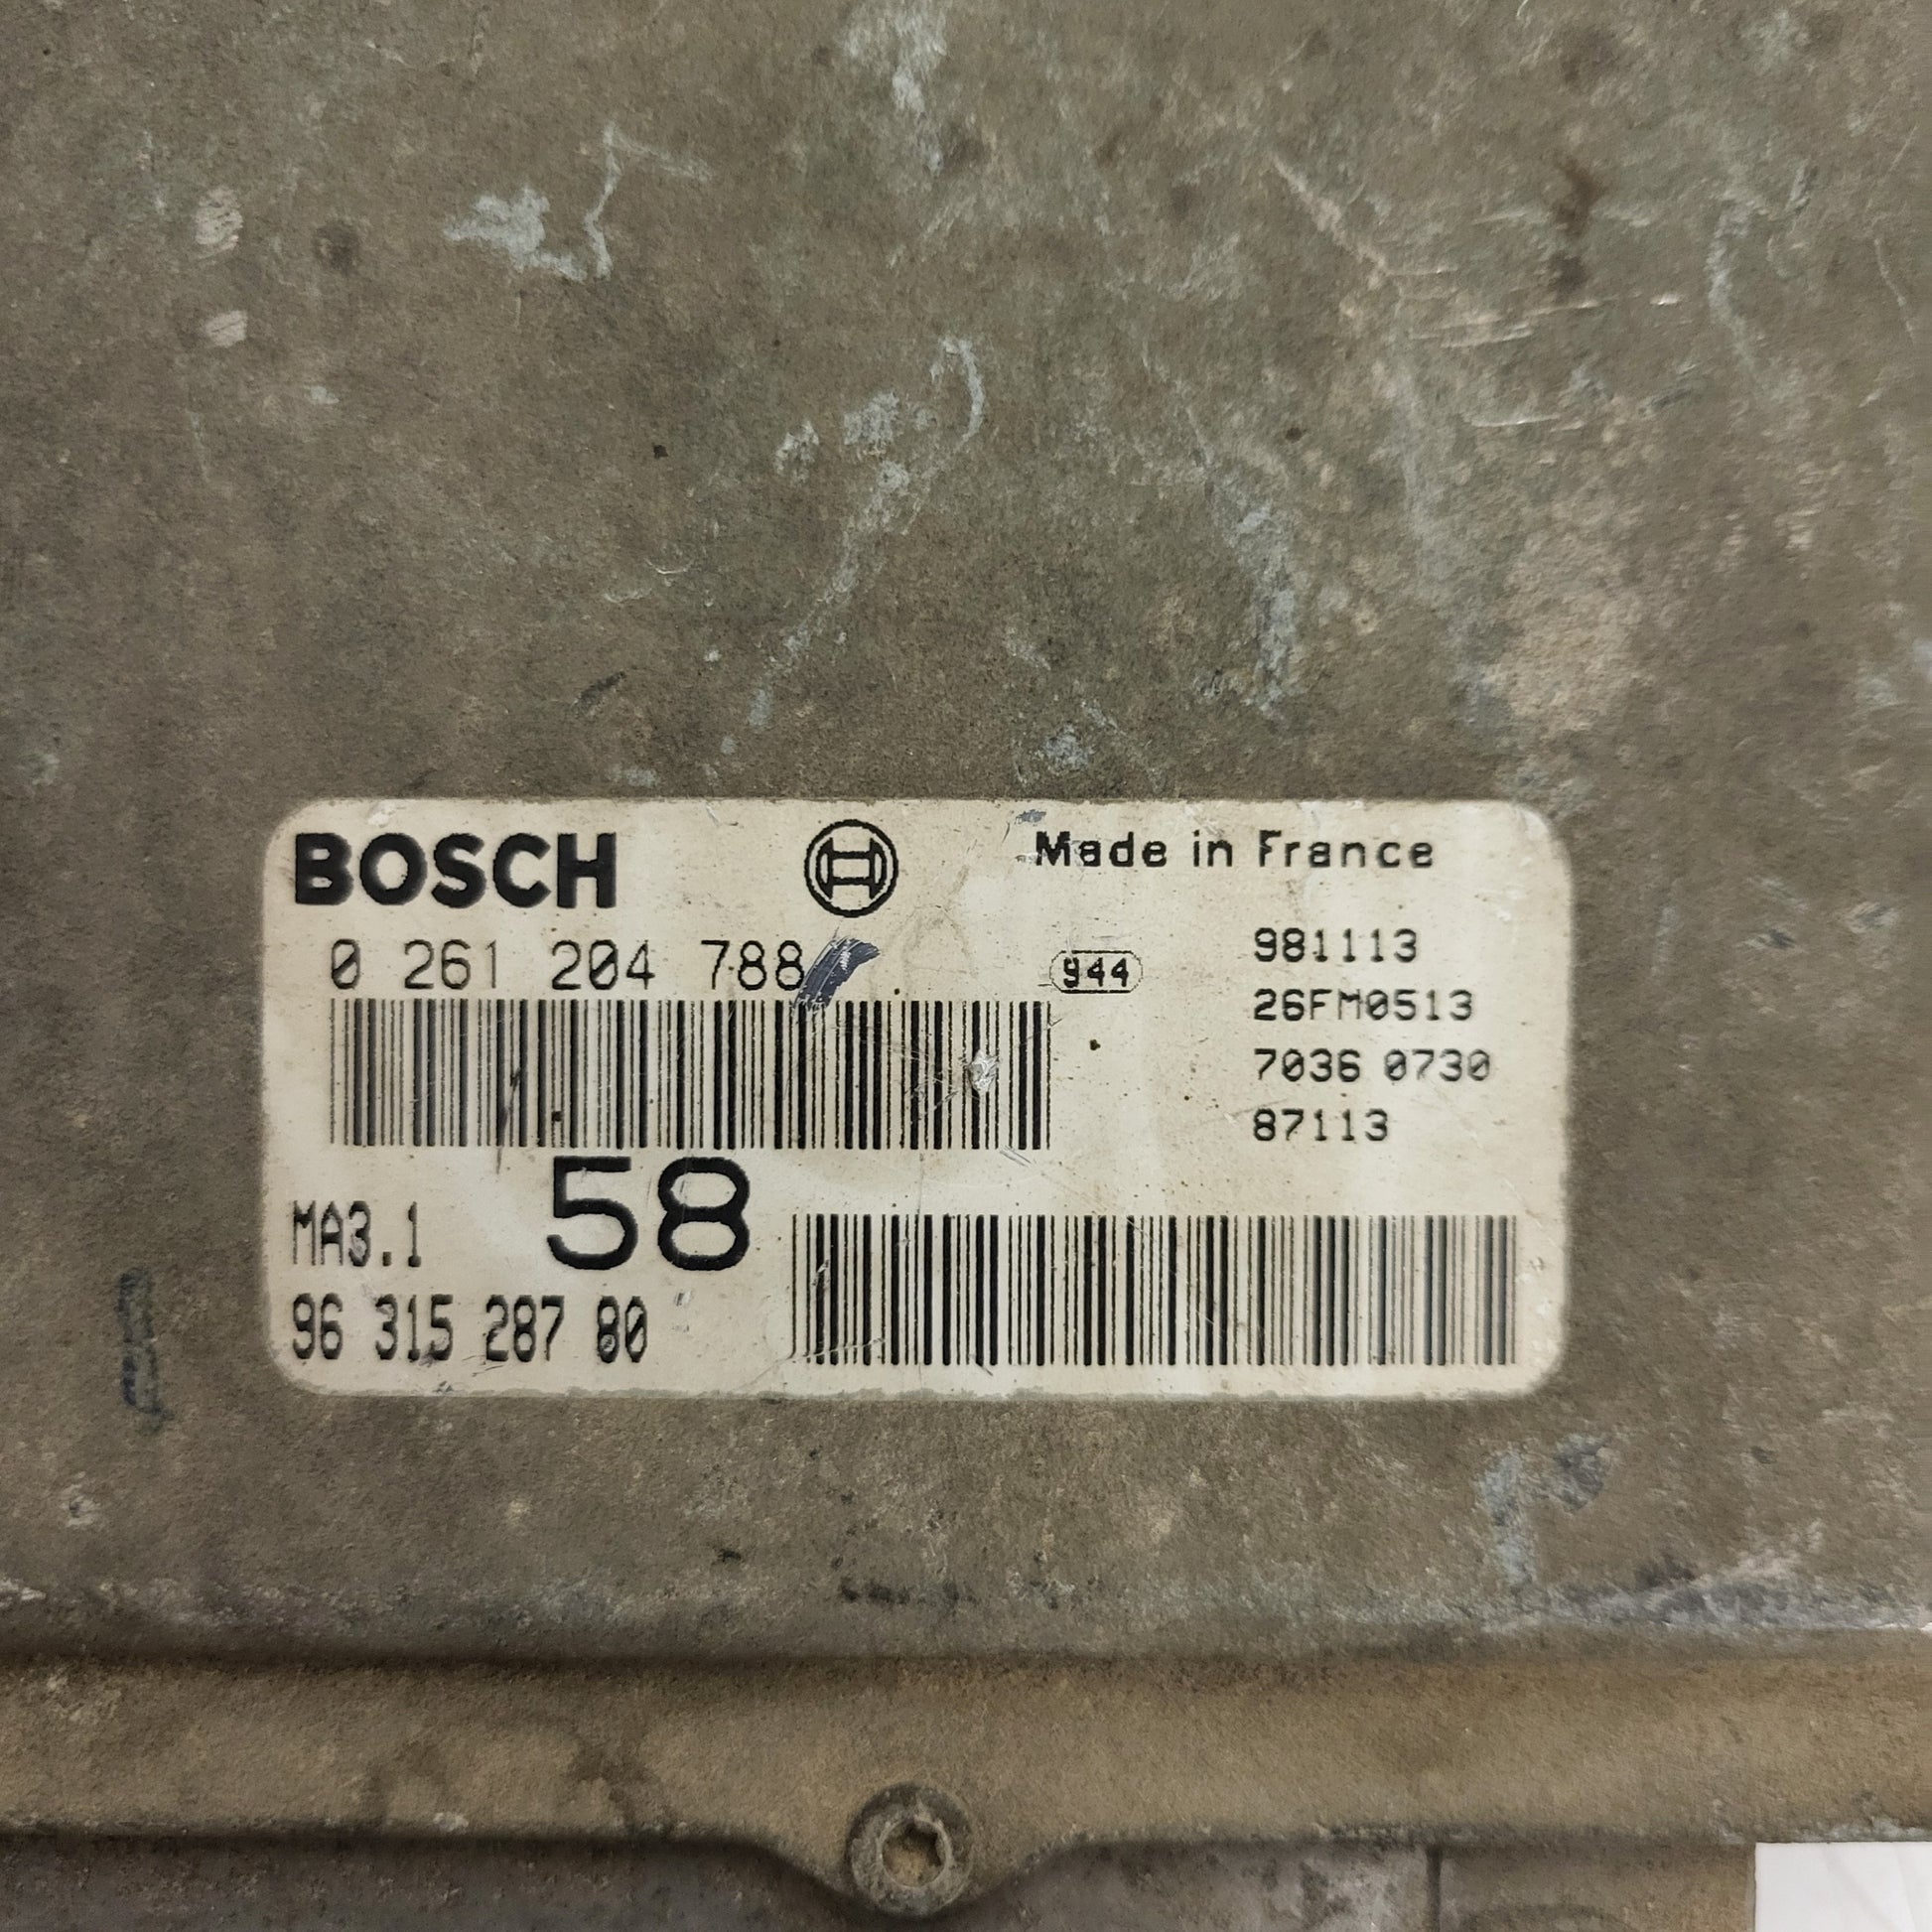 BOSCH
Made in France
0 261 204 788
944
981113
26FM0513
7036 0730
87113
58
MA3.1
96 315 287 80